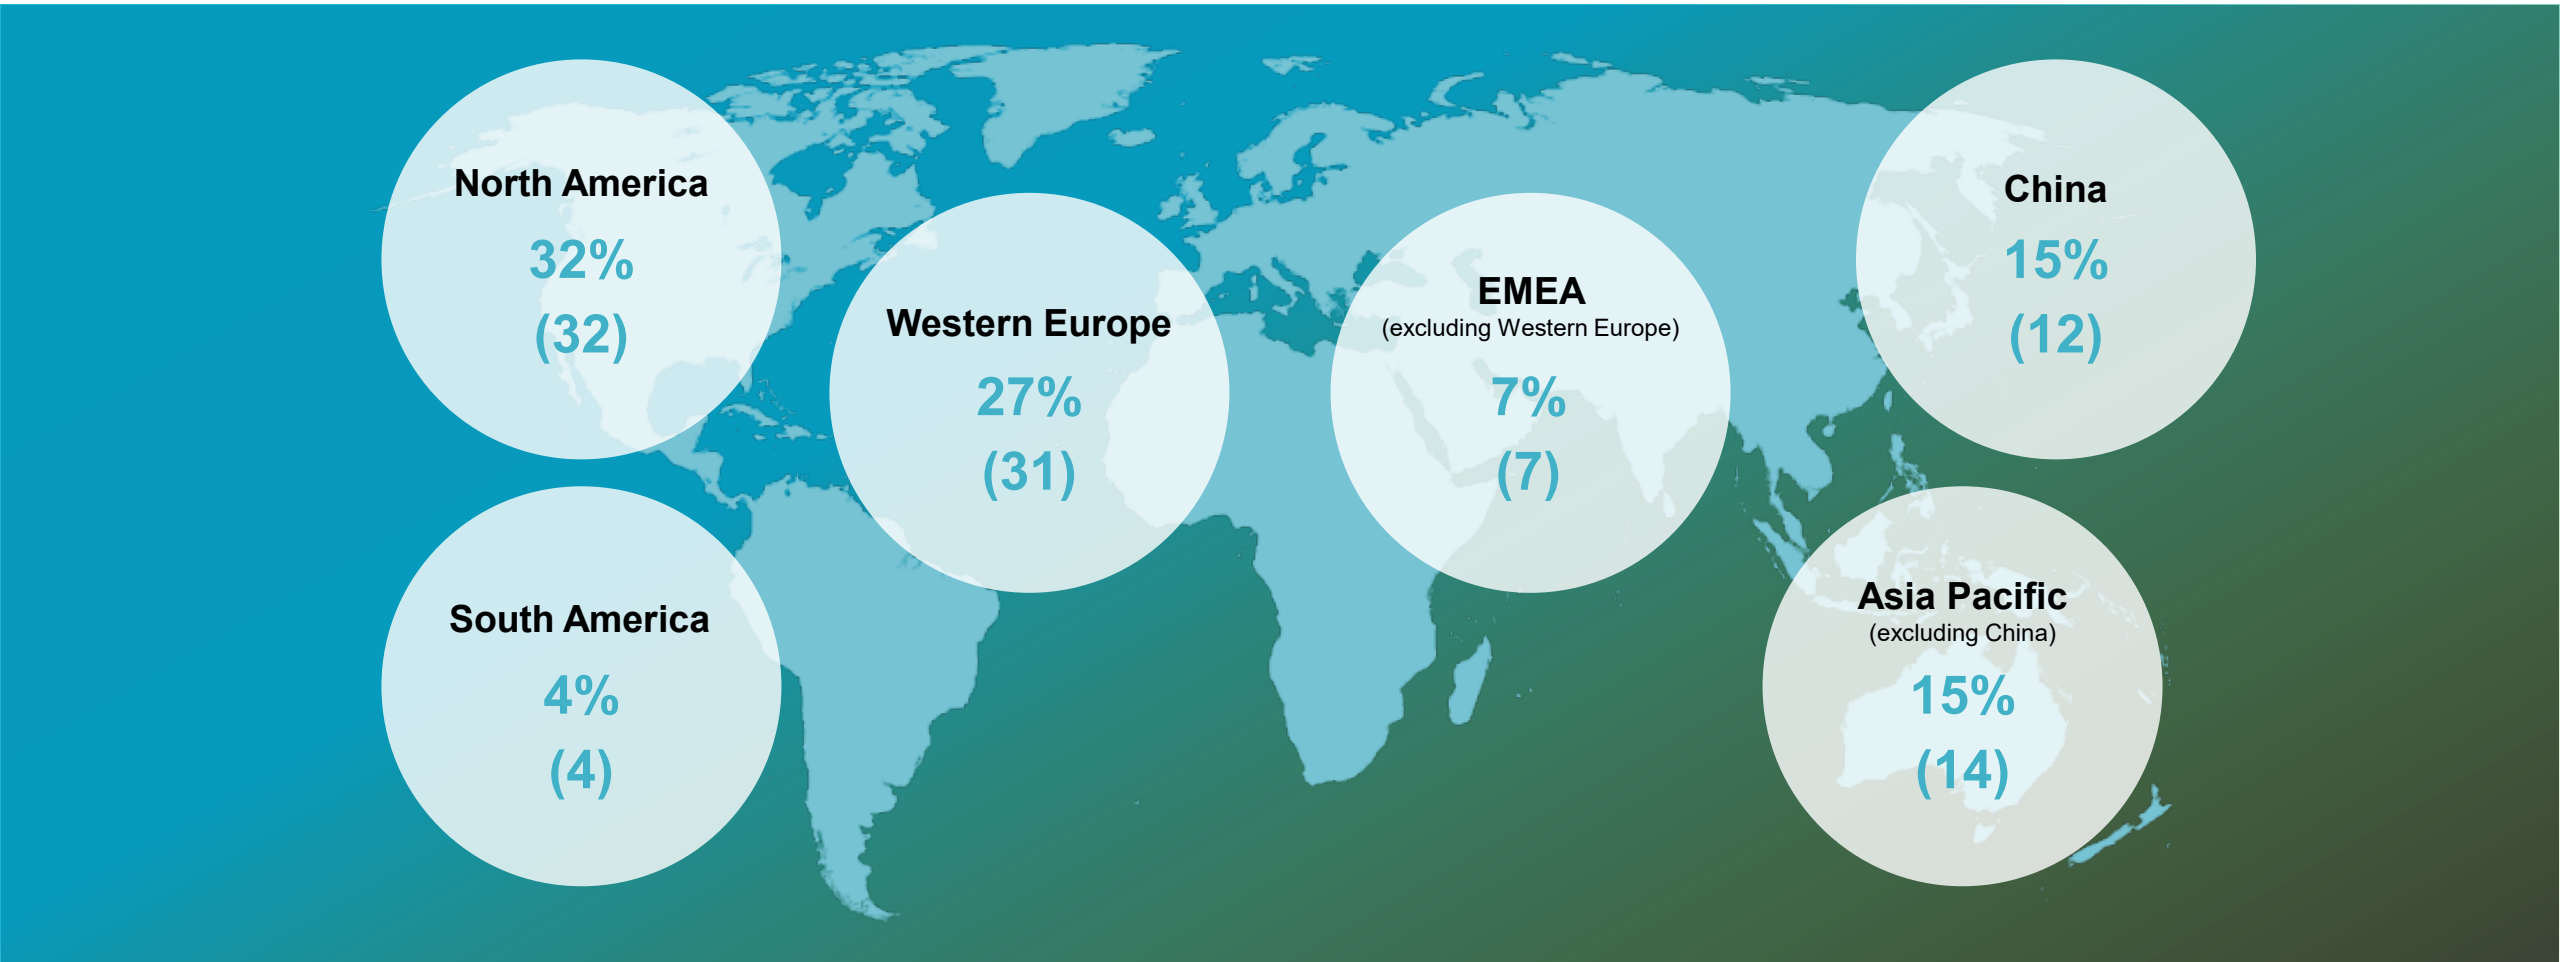 North America
32%
(32)
Western Europe
27%
(31)
EMEA
(excluding Western Europe)
7%
(7)
China
15%
(12)
South America
4%
(4)
Asia Pacific
(excluding China)
15%
(14)